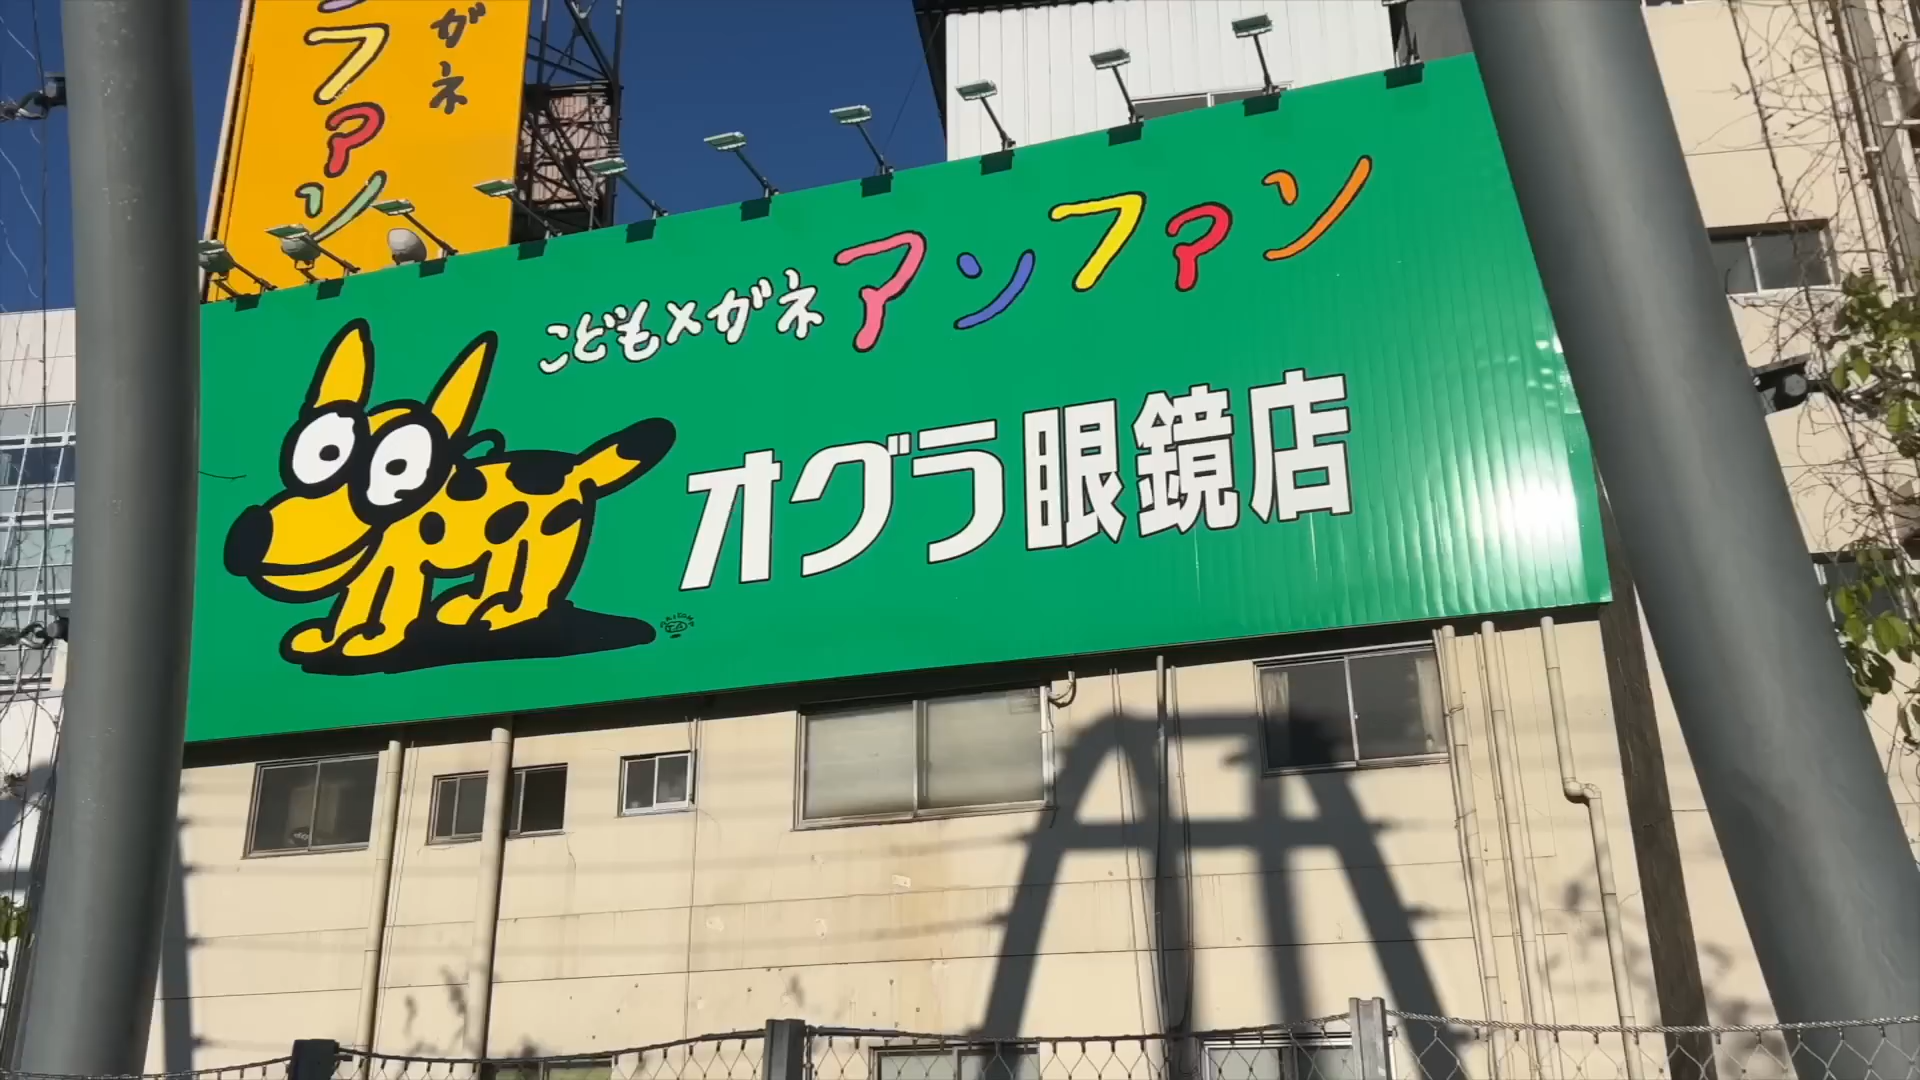 ガネ
ファン
こどもメガネ アンファン
オグラ眼鏡店